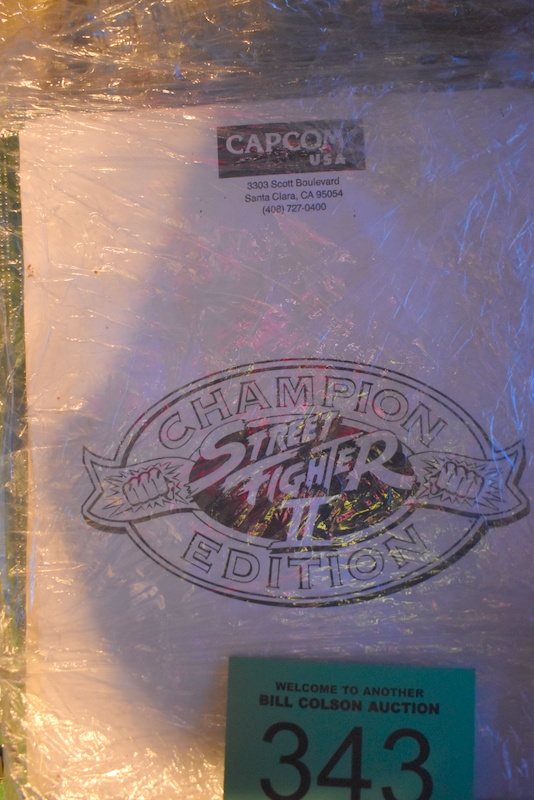 CAPCOM
USA
3303 Scott Boulevard
Santa Clara, CA 95054
(408) 727-0400
CHAMPION
STREET
FIGHTER
II
EDITION
WELCOME TO ANOTHER
BILL COLSON AUCTION
343